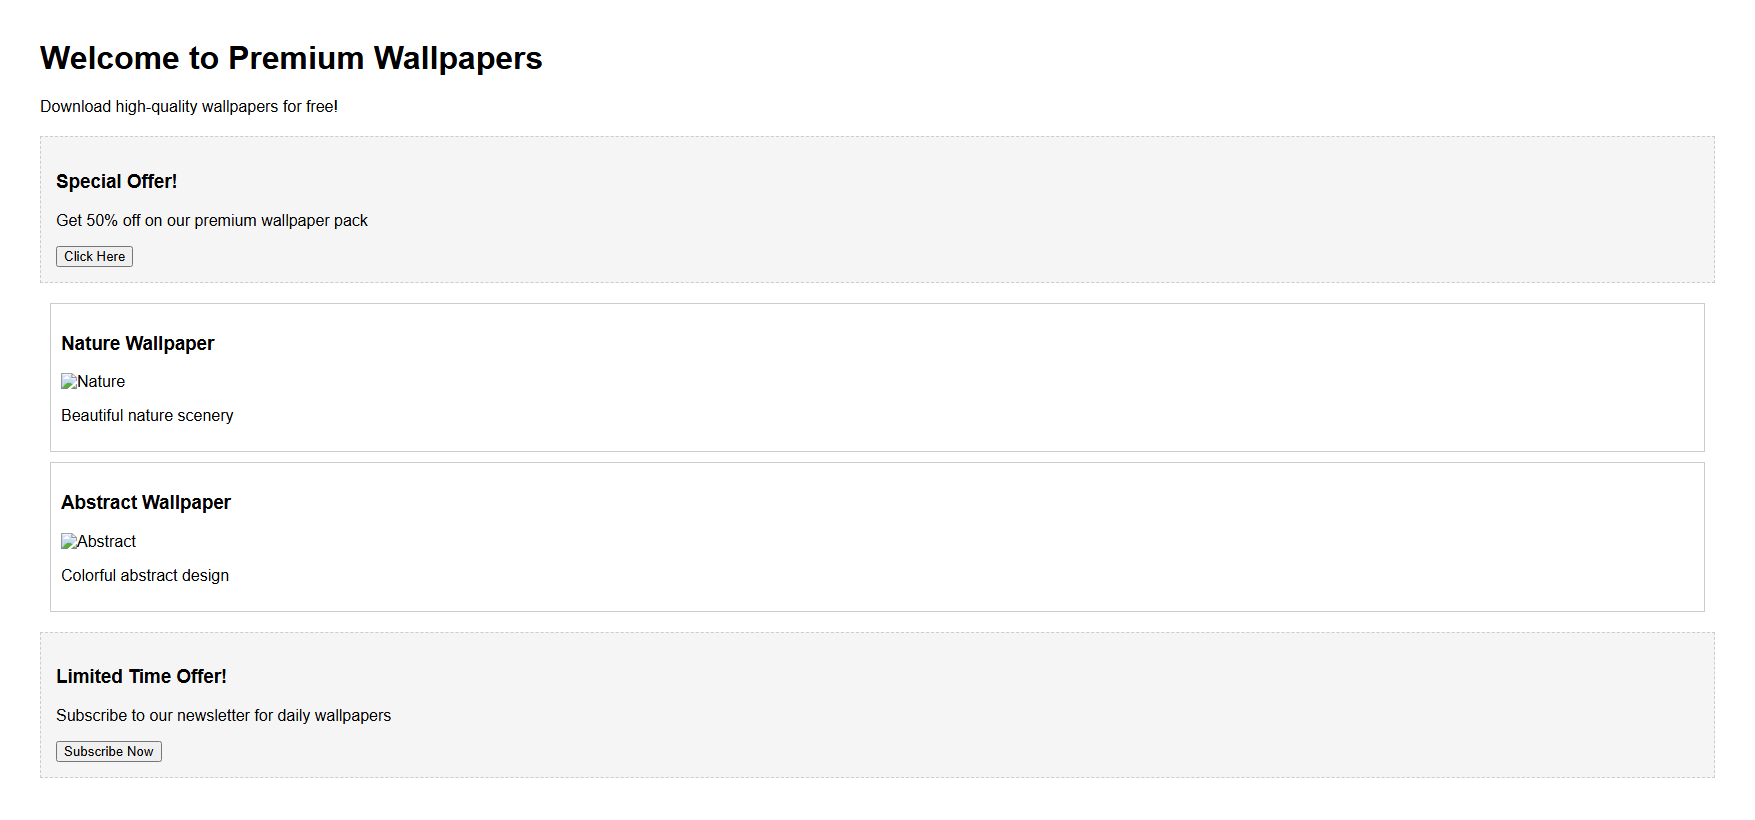 Welcome to Premium Wallpapers
Download high-quality wallpapers for free!
Special Offer!
Get 50% off on our premium wallpaper pack
Click Here
Nature Wallpaper
Nature
Beautiful nature scenery
Abstract Wallpaper
Abstract
Colorful abstract design
Limited Time Offer!
Subscribe to our newsletter for daily wallpapers
Subscribe Now